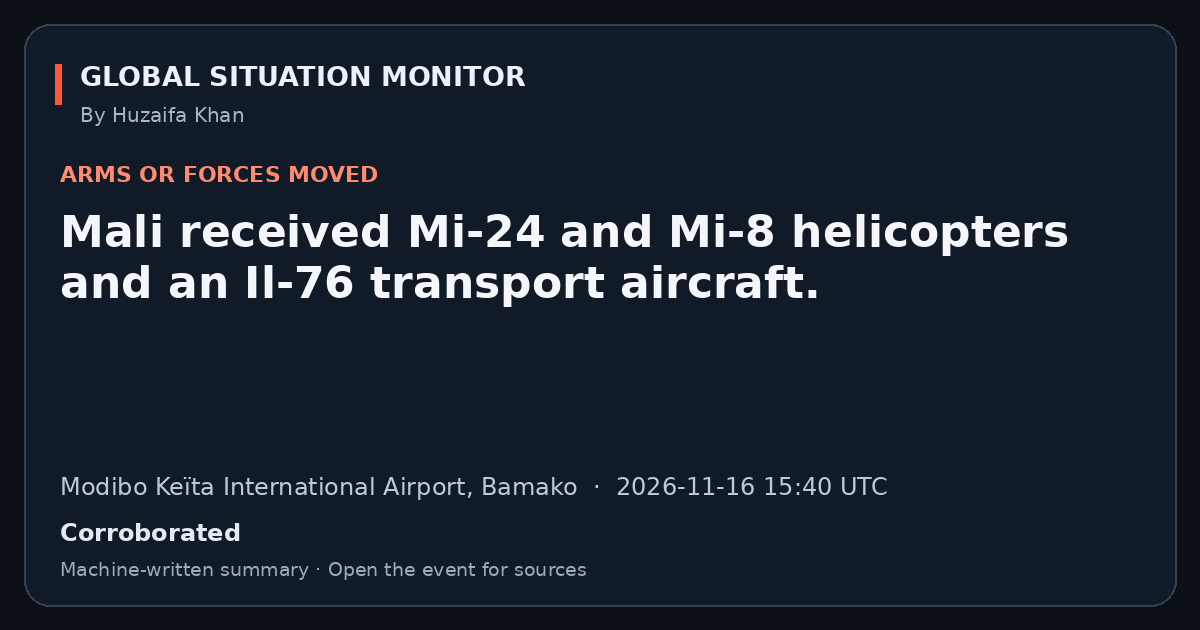 GLOBAL SITUATION MONITOR
By Huzaifa Khan
ARMS OR FORCES MOVED
Mali received Mi-24 and Mi-8 helicopters
and an Il-76 transport aircraft.
Modibo Keïta International Airport, Bamako · 2026-11-16 15:40 UTC
Corroborated
Machine-written summary · Open the event for sources